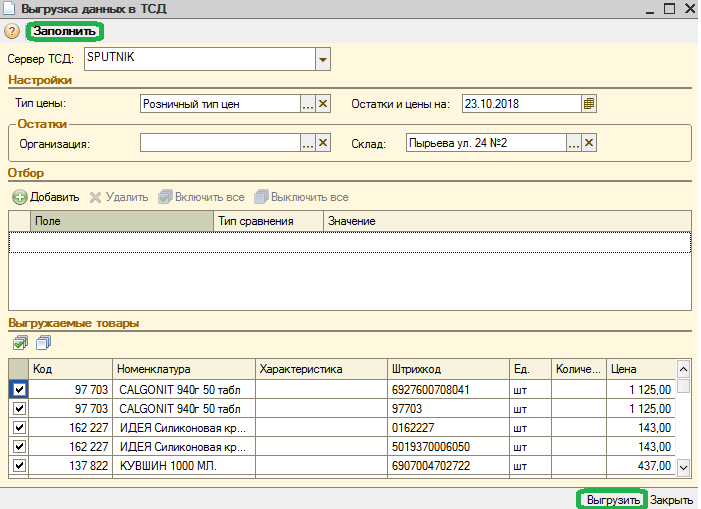 Выгрузка данных в ТСД
Заполнить
Сервер ТСД: SPUTNIK
Настройки
Тип цены: Розничный тип цен ... Остатки и цены на: 23.10.2018
Остатки
Организация: ... Склад: Пырьева ул. 24 №2 ...
Отбор
Добавить Удалить Включить все Выключить все
Поле Тип сравнения Значение
Выгружаемые товары
Код Номенклатура Характеристика Штрихкод Ед. Количе... Цена
97 703 CALGONIT 940г 50 табл 6927600708041 шт 1 125,00
97 703 CALGONIT 940г 50 табл 97703 шт 1 125,00
162 227 ИДЕЯ Силиконовая кр... 0162227 шт 143,00
162 227 ИДЕЯ Силиконовая кр... 5019370006050 шт 143,00
137 822 КУВШИН 1000 МЛ. 6907004702722 шт 437,00
Выгрузить Закрыть